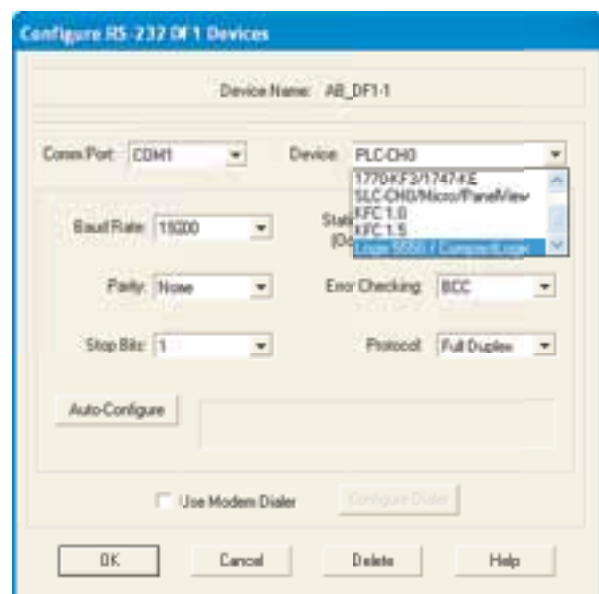 Configure RS-232 DF1 Devices
Device Name: AB_DF1-1
Comm Port: COM1 Device: PLC-CH0
1770-KF3/1747-KE
SLC-CH0/Micro/PanelView
KFC 1.0
KFC 1.5
Logix 5550 / CompactLogix
Baud Rate: 19200
Parity: None Error Checking: BCC
Stop Bits: 1 Protocol: Full Duplex
Auto-Configure
Use Modem Dialer Configure Dialer
OK Cancel Delete Help